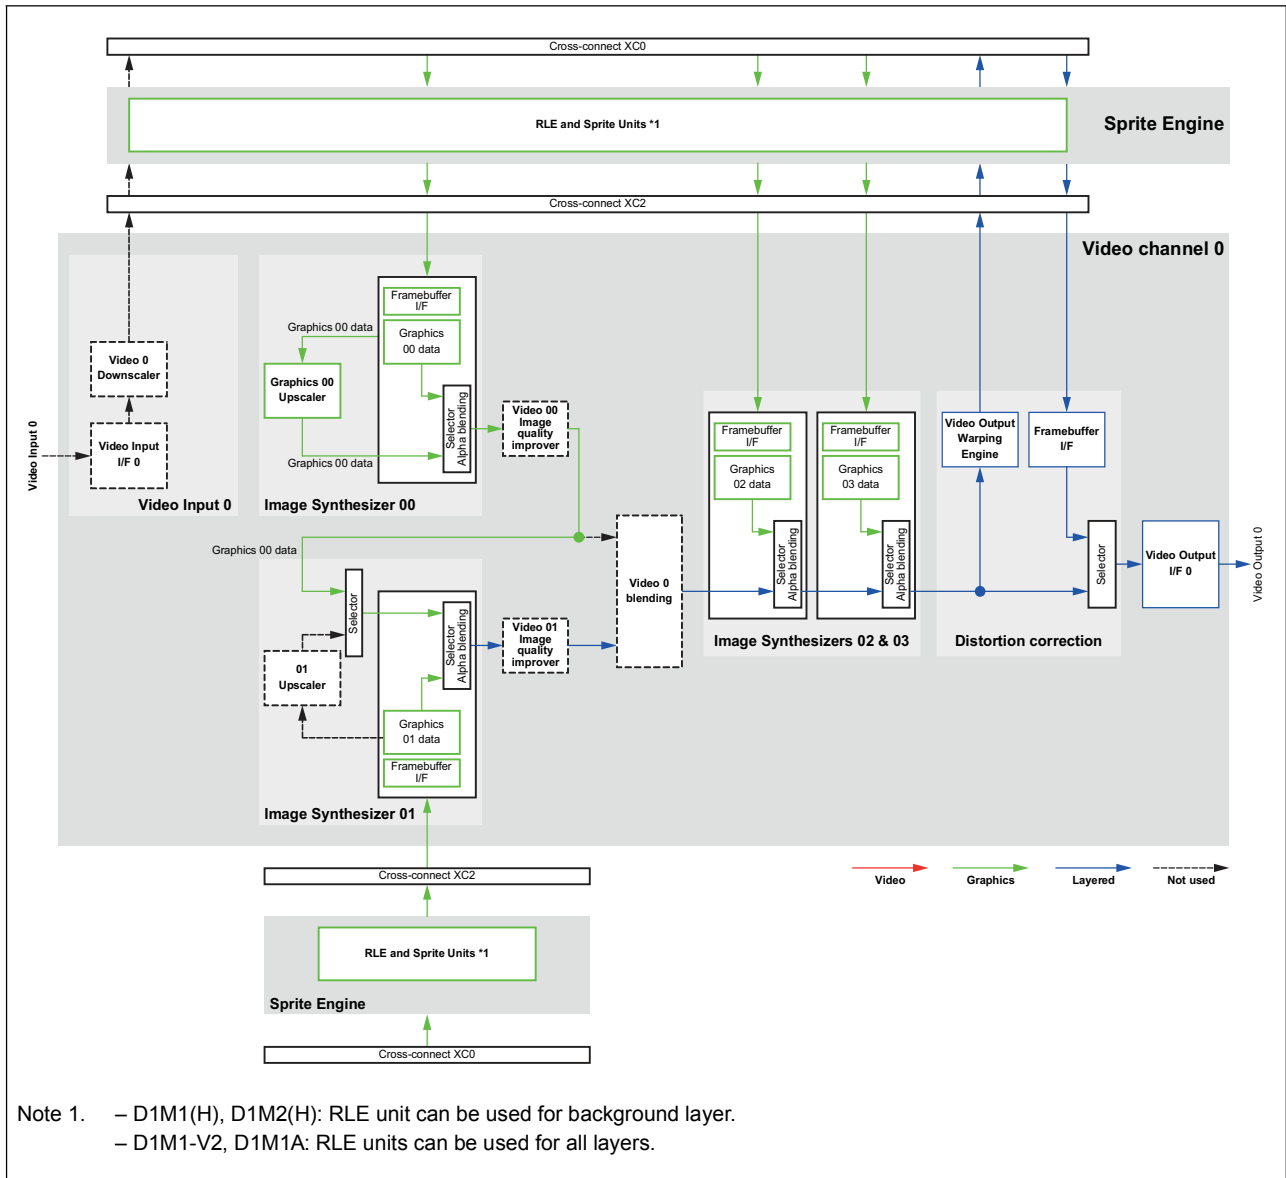 Cross-connect XC0
RLE and Sprite Units *1
Sprite Engine
Cross-connect XC2
Video channel 0
Framebuffer
I/F
Graphics 00 data
Graphics
00 data
Video 0
Downscaler
Graphics 00
Upscaler
Selector
Alpha blending
Video 00
Image
quality
improver
Video Input 0
Video Input
I/F 0
Graphics 00 data
Video Input 0
Image Synthesizer 00
Framebuffer
I/F
Graphics
02 data
Framebuffer
I/F
Graphics
03 data
Video Output
Warping
Engine
Framebuffer
I/F
Graphics 00 data
Selector
Video 0
blending
Selector
Alpha blending
Selector
Alpha blending
Selector
Video Output
I/F 0
Video Output 0
Selector
Alpha blending
Video 01
Image
quality
improver
Image Synthesizers 02 & 03
Distortion correction
01
Upscaler
Graphics
01 data
Framebuffer
I/F
Image Synthesizer 01
Cross-connect XC2
Video
Graphics
Layered
Not used
RLE and Sprite Units *1
Sprite Engine
Cross-connect XC0
Note 1. – D1M1(H), D1M2(H): RLE unit can be used for background layer.
– D1M1-V2, D1M1A: RLE units can be used for all layers.